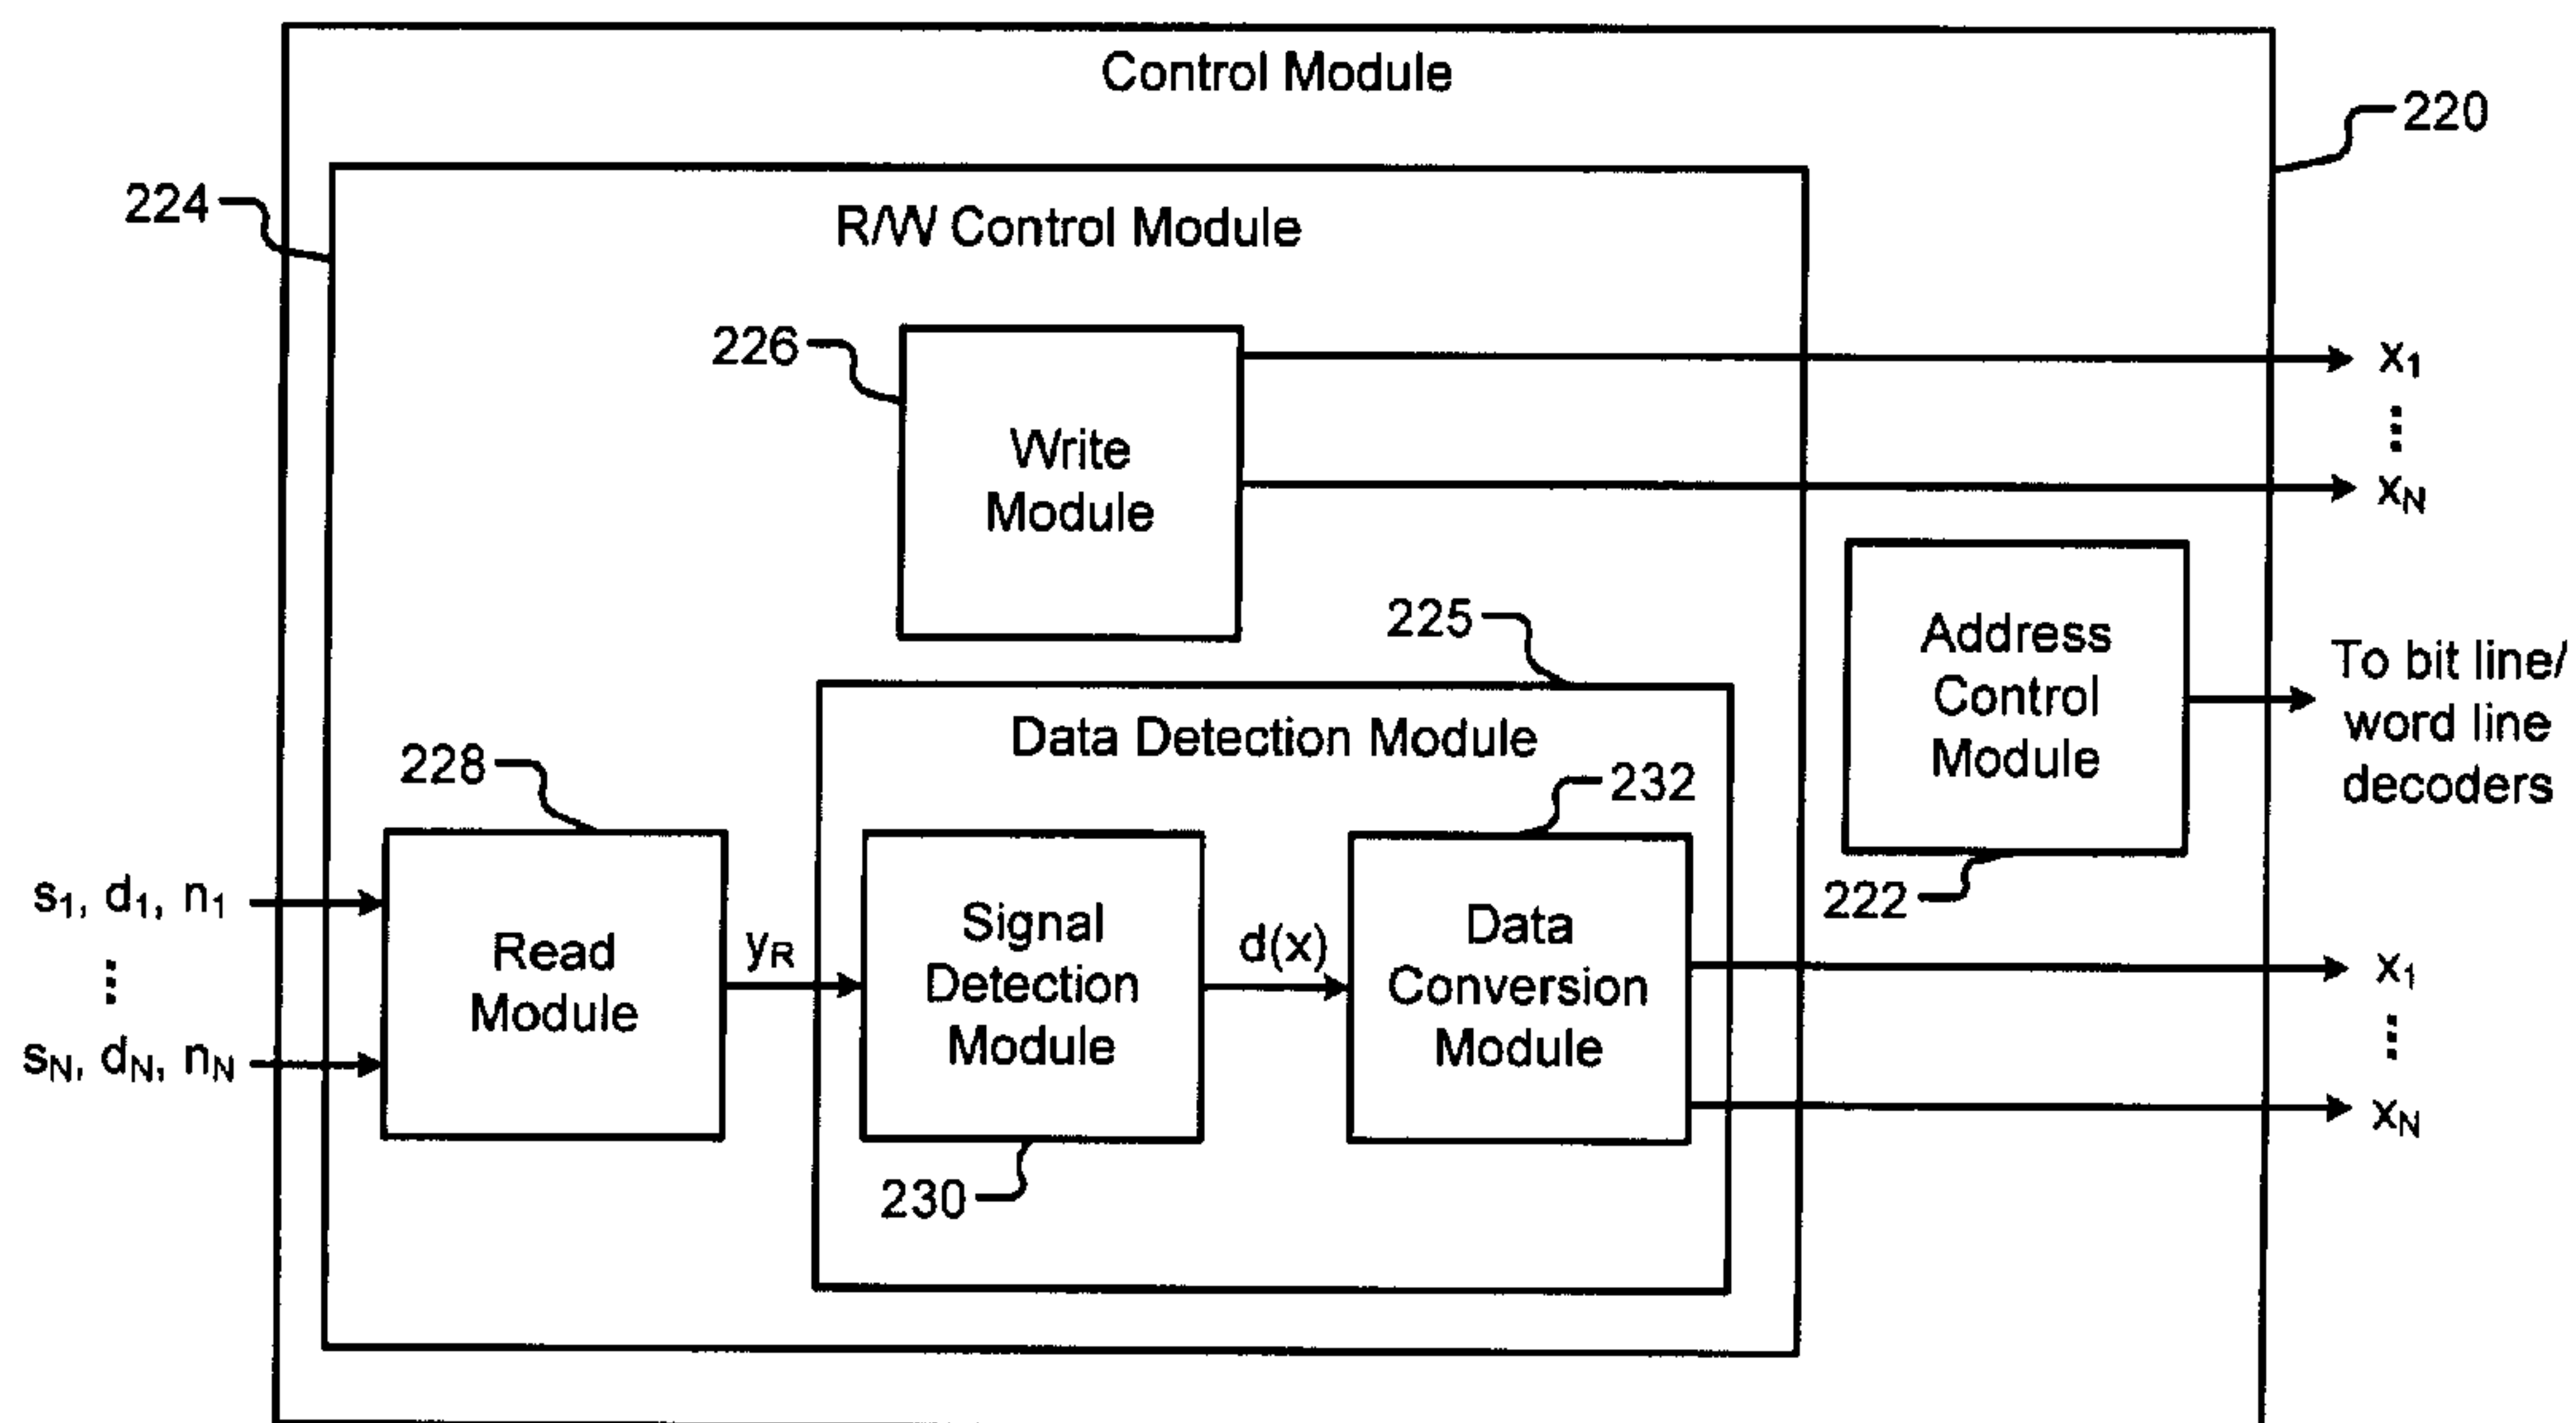 Control Module
220
224
R/W Control Module
226
Write
Module
x1
⋮
xN
225
Address
Control
Module
222
To bit line/
word line
decoders
Data Detection Module
228
232
s1, d1, n1
⋮
sN, dN, nN
Read
Module
yR
Signal
Detection
Module
230
d(x)
Data
Conversion
Module
x1
⋮
xN